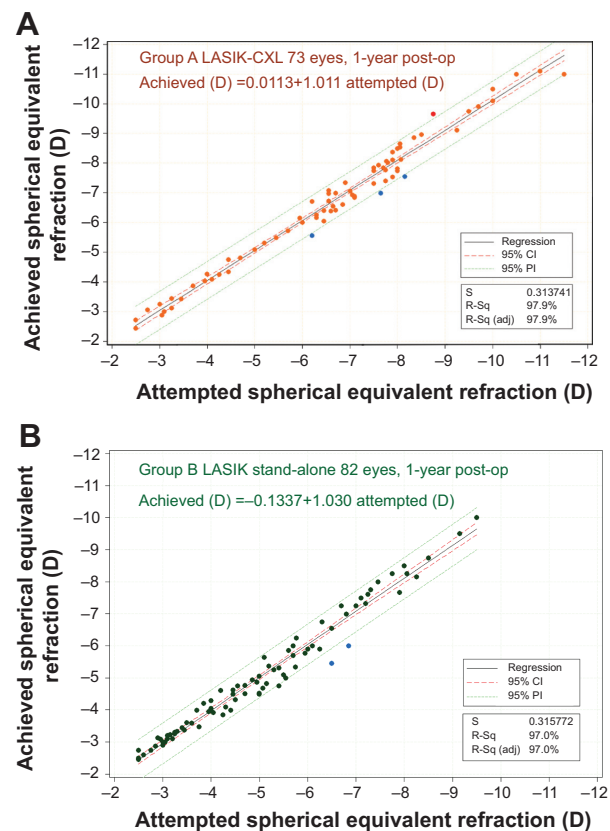 A
Achieved spherical equivalent
refraction (D)
–12
–11
–10
–9
–8
–7
–6
–5
–4
–3
–2
Group A LASIK-CXL 73 eyes, 1-year post-op
Achieved (D) =0.0113+1.011 attempted (D)
Regression
95% CI
95% PI
S 0.313741
R-Sq 97.9%
R-Sq (adj) 97.9%
–2 –3 –4 –5 –6 –7 –8 –9 –10 –11 –12
Attempted spherical equivalent refraction (D)
B
Achieved spherical equivalent
refraction (D)
–12
–11
–10
–9
–8
–7
–6
–5
–4
–3
–2
Group B LASIK stand-alone 82 eyes, 1-year post-op
Achieved (D) =–0.1337+1.030 attempted (D)
Regression
95% CI
95% PI
S 0.315772
R-Sq 97.0%
R-Sq (adj) 97.0%
–2 –3 –4 –5 –6 –7 –8 –9 –10 –11 –12
Attempted spherical equivalent refraction (D)